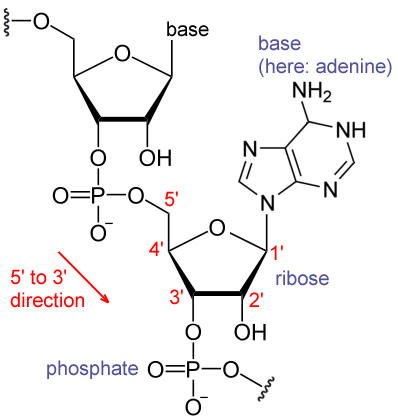 O
O
base
base
(here: adenine)
NH₂
O
OH
N
NH
O=P–O
5'
N
N
N
O⁻
O
4'
1'
5' to 3'
direction
3'
2'
ribose
O
OH
phosphate
O=P–O
O⁻